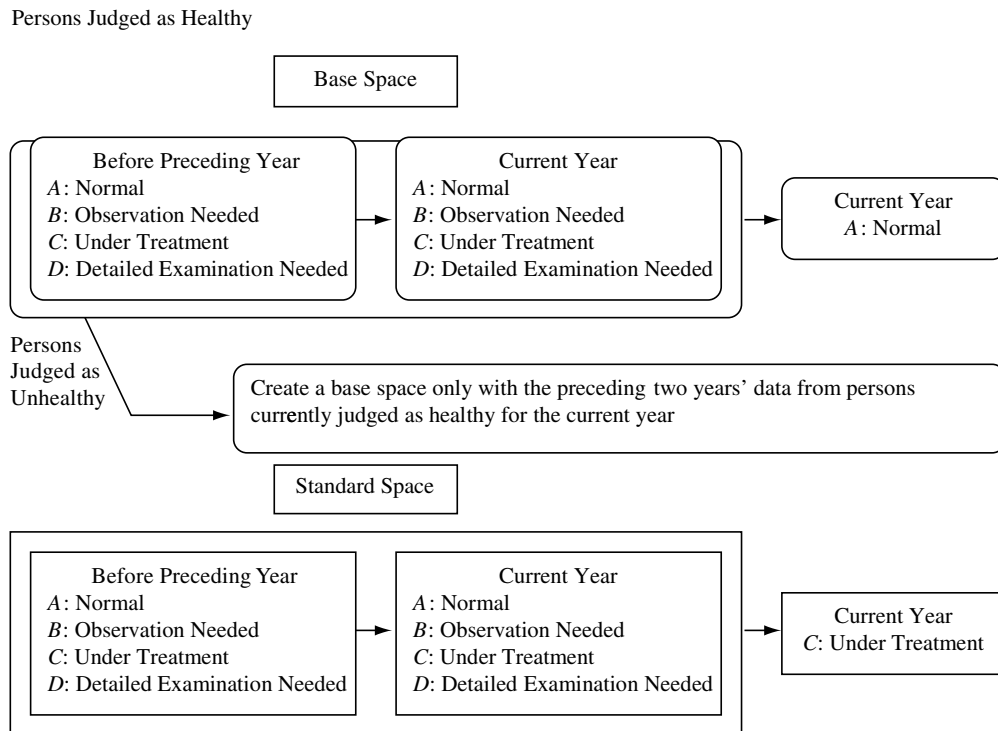 Persons Judged as Healthy
Base Space
Before Preceding Year
A: Normal
B: Observation Needed
C: Under Treatment
D: Detailed Examination Needed
Current Year
A: Normal
B: Observation Needed
C: Under Treatment
D: Detailed Examination Needed
Current Year
A: Normal
Persons
Judged as
Unhealthy
Create a base space only with the preceding two years' data from persons
currently judged as healthy for the current year
Standard Space
Before Preceding Year
A: Normal
B: Observation Needed
C: Under Treatment
D: Detailed Examination Needed
Current Year
A: Normal
B: Observation Needed
C: Under Treatment
D: Detailed Examination Needed
Current Year
C: Under Treatment